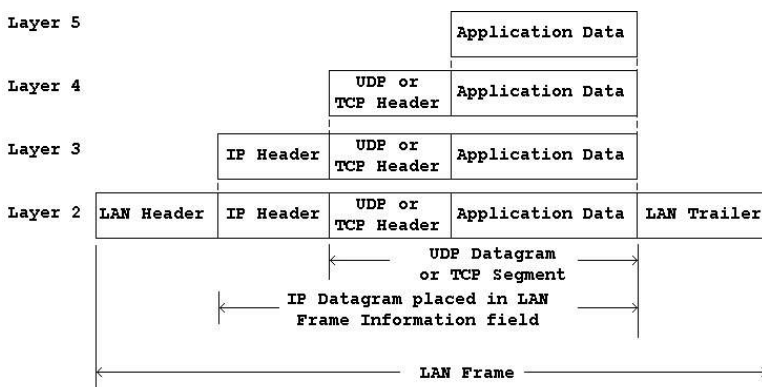 Layer 5
Application Data
Layer 4
UDP or
TCP Header
Application Data
Layer 3
IP Header
UDP or
TCP Header
Application Data
Layer 2
LAN Header
IP Header
UDP or
TCP Header
Application Data
LAN Trailer
UDP Datagram
or TCP Segment
IP Datagram placed in LAN
Frame Information field
LAN Frame